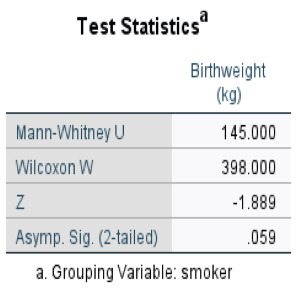 Test Statisticsa
Birthweight
(kg)
Mann-Whitney U 145.000
Wilcoxon W 398.000
Z -1.889
Asymp. Sig. (2-tailed) .059
a. Grouping Variable: smoker